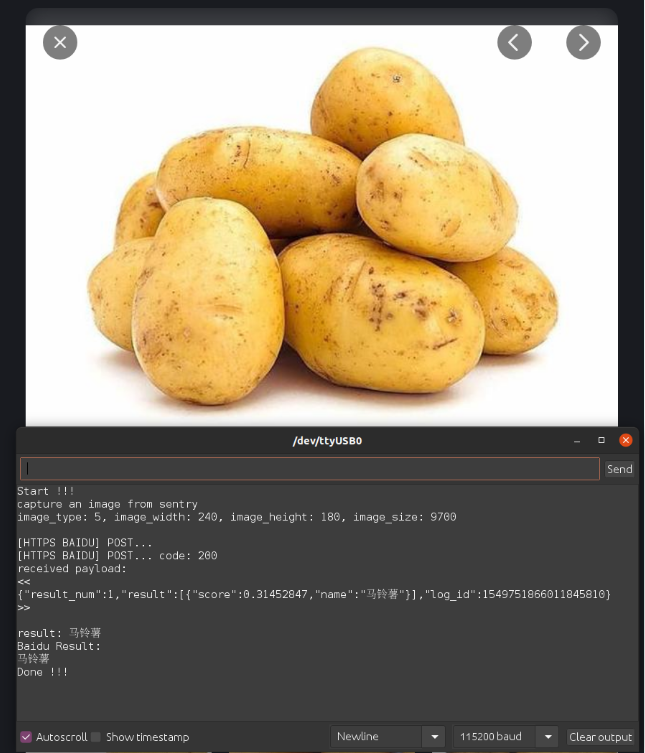 /dev/ttyUSB0
Send
Start !!!
capture an image from sentry
image_type: 5, image_width: 240, image_height: 180, image_size: 9700
[HTTPS BAIDU] POST...
[HTTPS BAIDU] POST... code: 200
received payload:
<<
{"result_num":1,"result":[{"score":0.31452847,"name":"马铃薯"}],"log_id":1549751866011845810}
>>
result: 马铃薯
Baidu Result:
马铃薯
Done !!!
Autoscroll Show timestamp Newline 115200 baud Clear output